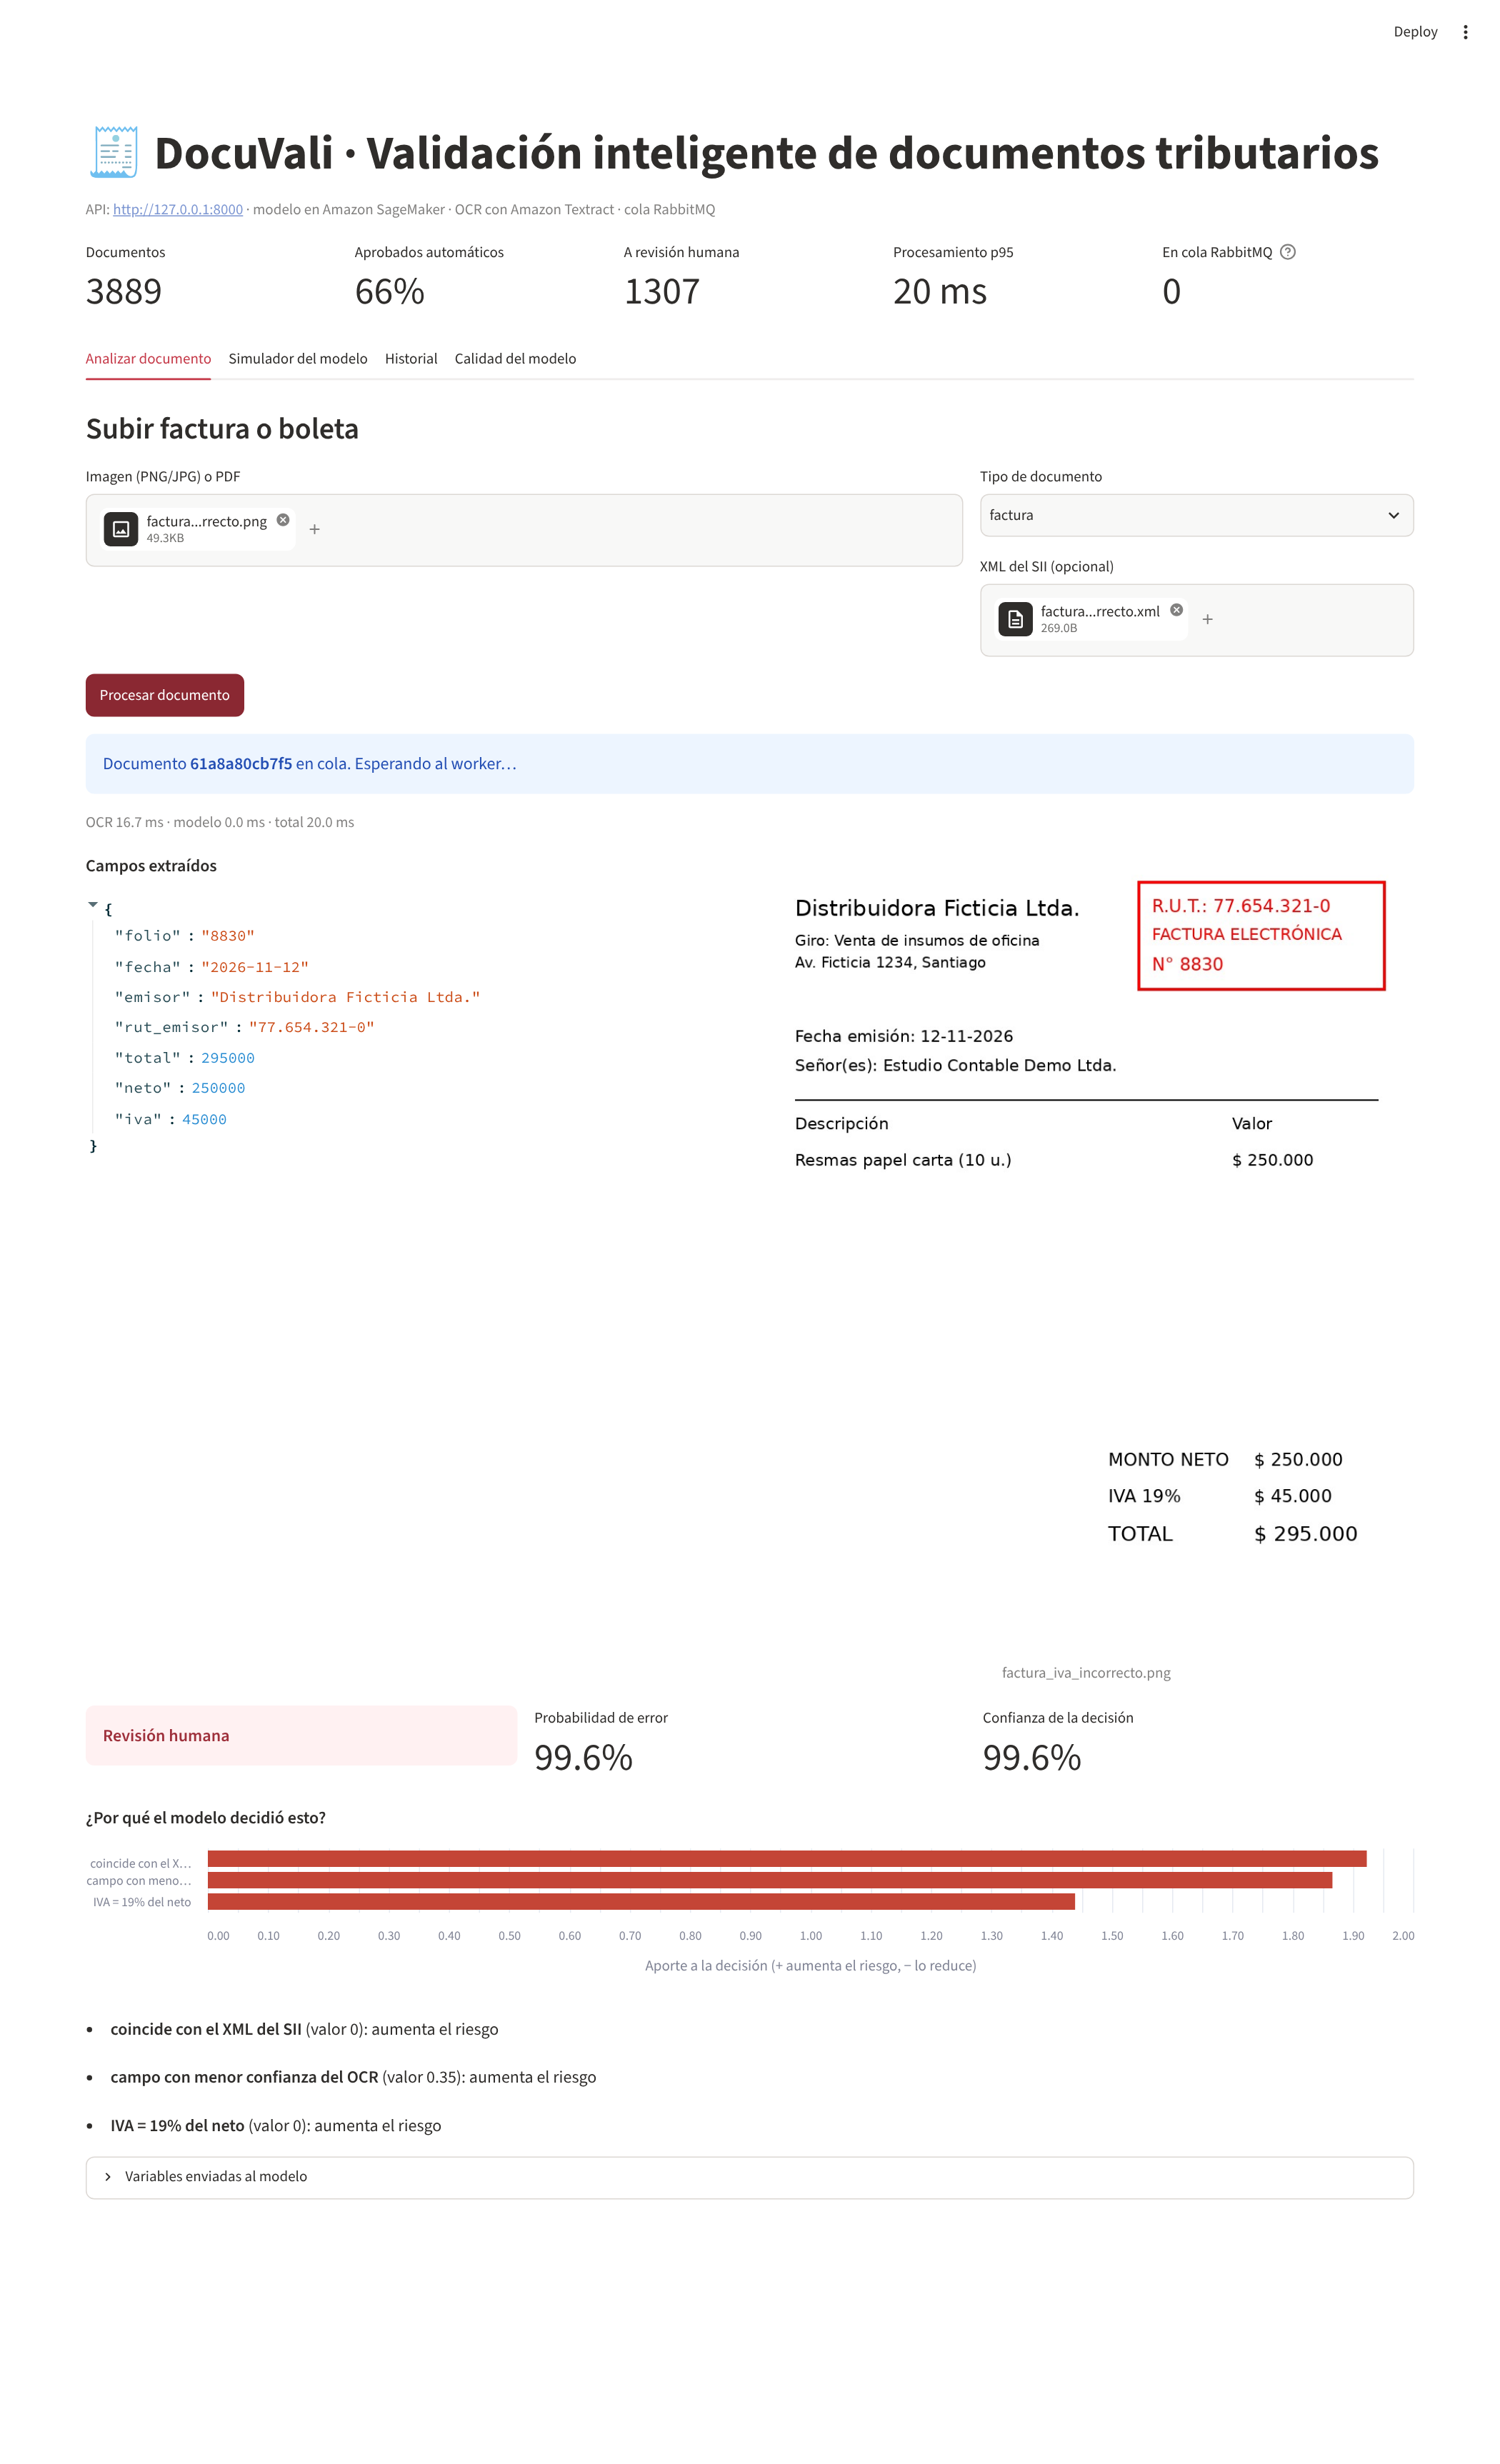 Deploy
🧾 DocuVali · Validación inteligente de documentos tributarios
API: http://127.0.0.1:8000 · modelo en Amazon SageMaker · OCR con Amazon Textract · cola RabbitMQ
Documentos
3889
Aprobados automáticos
66%
A revisión humana
1307
Procesamiento p95
20 ms
En cola RabbitMQ
0
Analizar documento
Simulador del modelo
Historial
Calidad del modelo
Subir factura o boleta
Imagen (PNG/JPG) o PDF
factura...rrecto.png
49.3KB
Tipo de documento
factura
XML del SII (opcional)
factura...rrecto.xml
269.0B
Procesar documento
Documento 61a8a80cb7f5 en cola. Esperando al worker…
OCR 16.7 ms · modelo 0.0 ms · total 20.0 ms
Campos extraídos
{
"folio" : "8830"
"fecha" : "2026-11-12"
"emisor" : "Distribuidora Ficticia Ltda."
"rut_emisor" : "77.654.321-0"
"total" : 295000
"neto" : 250000
"iva" : 45000
}
Distribuidora Ficticia Ltda.
Giro: Venta de insumos de oficina
Av. Ficticia 1234, Santiago
R.U.T.: 77.654.321-0
FACTURA ELECTRÓNICA
N° 8830
Fecha emisión: 12-11-2026
Señor(es): Estudio Contable Demo Ltda.
Descripción Valor
Resmas papel carta (10 u.) $ 250.000
MONTO NETO $ 250.000
IVA 19% $ 45.000
TOTAL $ 295.000
factura_iva_incorrecto.png
Revisión humana
Probabilidad de error
99.6%
Confianza de la decisión
99.6%
¿Por qué el modelo decidió esto?
coincide con el X…
campo con meno…
IVA = 19% del neto
0.00 0.10 0.20 0.30 0.40 0.50 0.60 0.70 0.80 0.90 1.00 1.10 1.20 1.30 1.40 1.50 1.60 1.70 1.80 1.90 2.00
Aporte a la decisión (+ aumenta el riesgo, − lo reduce)
• coincide con el XML del SII (valor 0): aumenta el riesgo
• campo con menor confianza del OCR (valor 0.35): aumenta el riesgo
• IVA = 19% del neto (valor 0): aumenta el riesgo
Variables enviadas al modelo